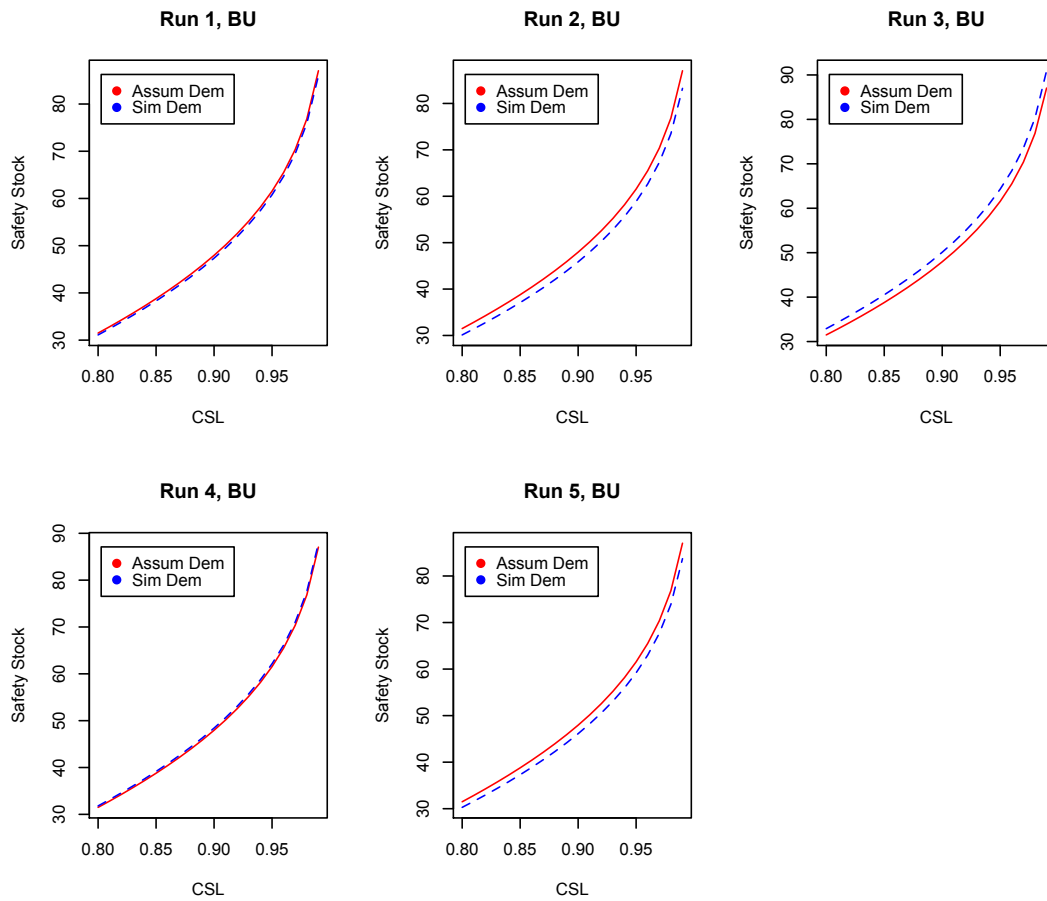 Run 1, BU
Assum Dem
Sim Dem
Safety Stock
30 40 50 60 70 80
0.80 0.85 0.90 0.95
CSL
Run 2, BU
Assum Dem
Sim Dem
Safety Stock
30 40 50 60 70 80
0.80 0.85 0.90 0.95
CSL
Run 3, BU
Assum Dem
Sim Dem
Safety Stock
30 40 50 60 70 80 90
0.80 0.85 0.90 0.95
CSL
Run 4, BU
Assum Dem
Sim Dem
Safety Stock
30 40 50 60 70 80 90
0.80 0.85 0.90 0.95
CSL
Run 5, BU
Assum Dem
Sim Dem
Safety Stock
30 40 50 60 70 80
0.80 0.85 0.90 0.95
CSL